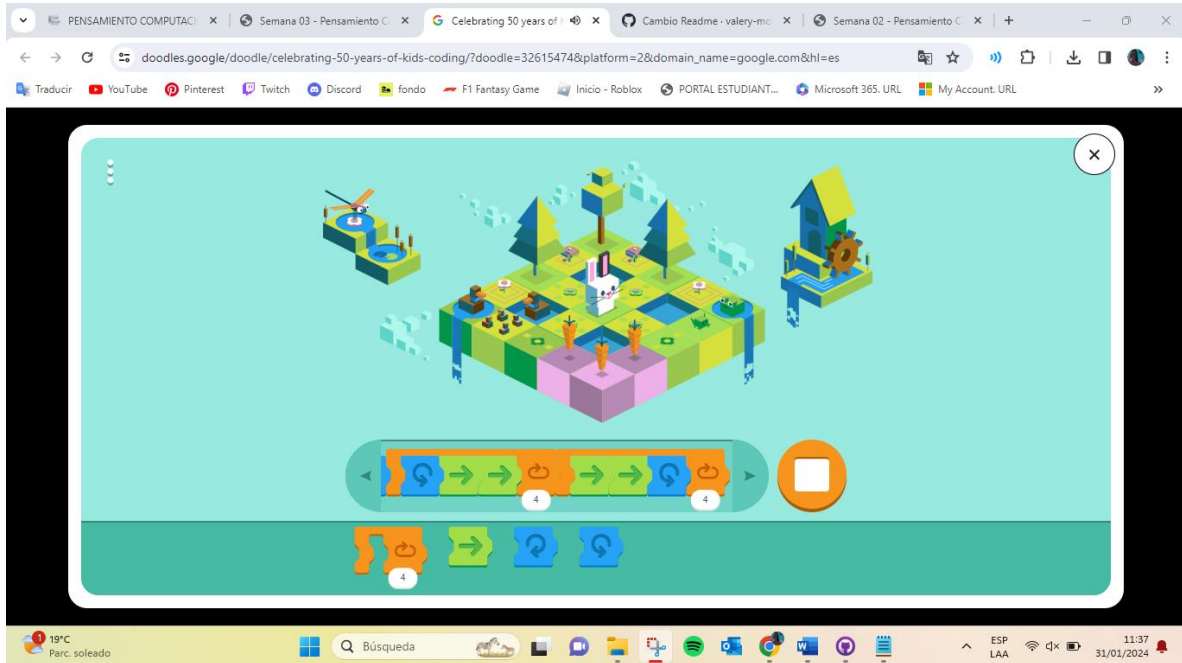 PENSAMIENTO COMPUTACI
Semana 03 - Pensamiento C
Celebrating 50 years of
Cambio Readme · valery-mo
Semana 02 - Pensamiento C
doodles.google/doodle/celebrating-50-years-of-kids-coding/?doodle=32615474&platform=2&domain_name=google.com&hl=es
Traducir YouTube Pinterest Twitch Discord fondo F1 Fantasy Game Inicio - Roblox PORTAL ESTUDIANT... Microsoft 365. URL My Account. URL »
4 4
4
1 19°C Búsqueda ESP 11:37
Parc. soleado LAA 31/01/2024